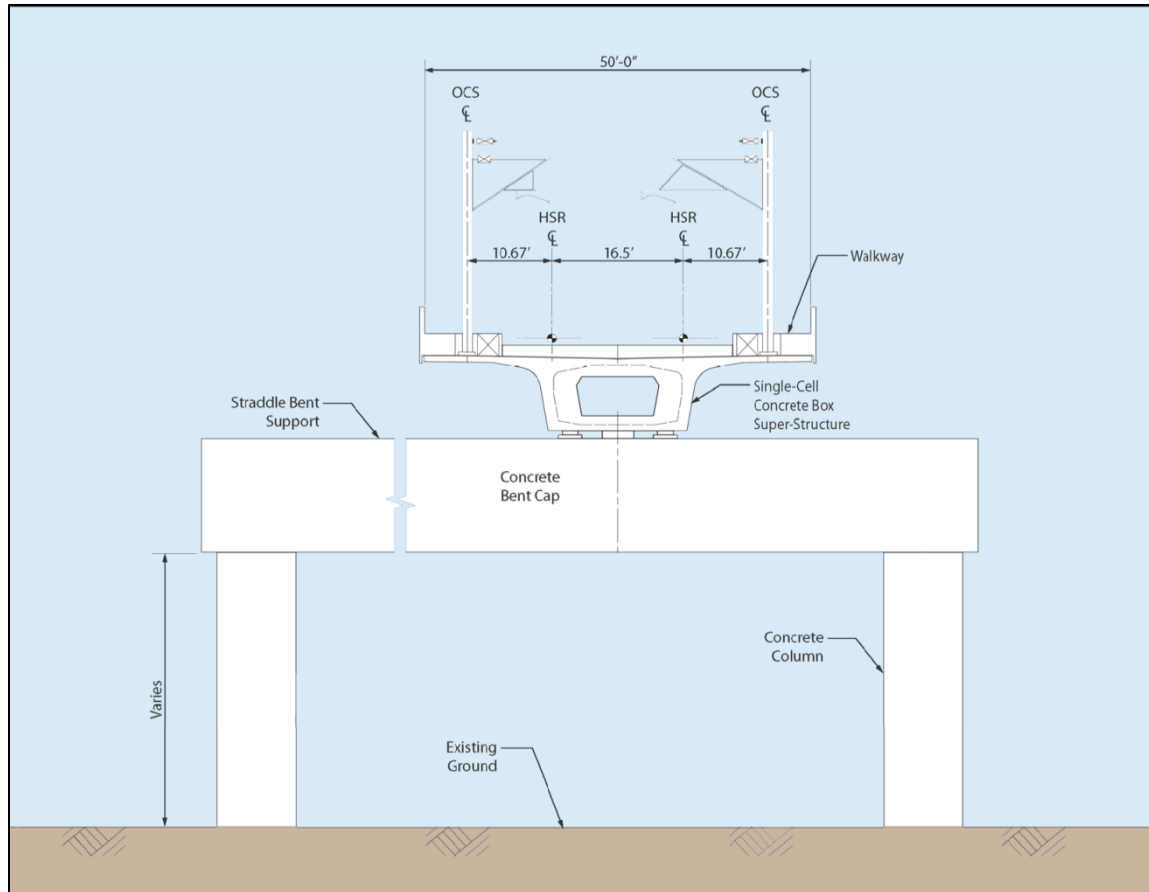 50'-0"
OCS
℄
OCS
℄
HSR
℄
HSR
℄
10.67'
16.5'
10.67'
Walkway
Single-Cell
Concrete Box
Super-Structure
Straddle Bent
Support
Concrete
Bent Cap
Concrete
Column
Varies
Existing
Ground